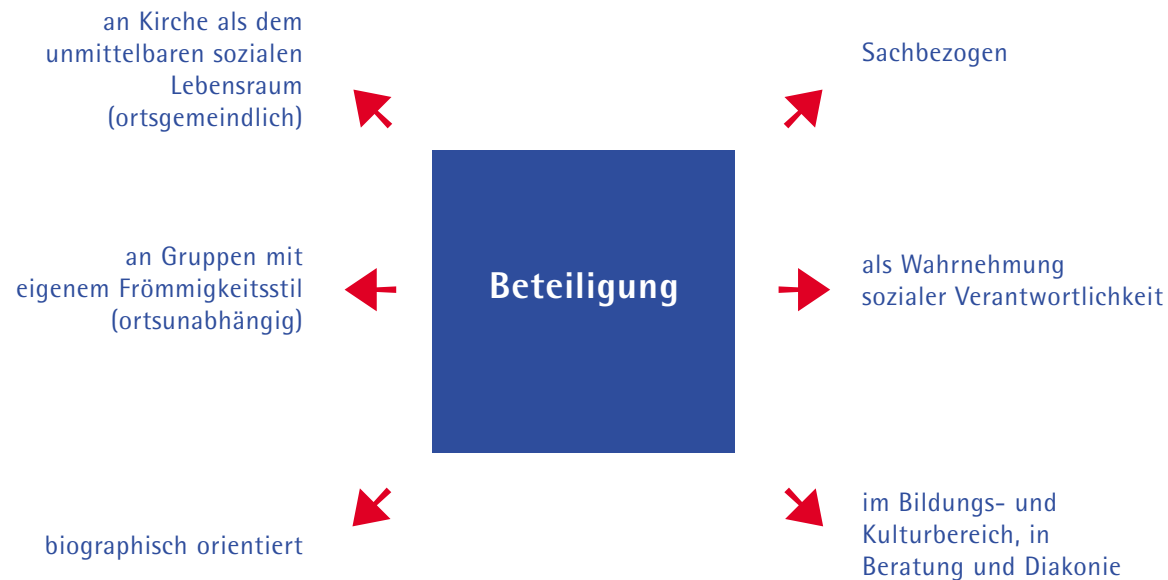 an Kirche als dem
unmittelbaren sozialen
Lebensraum
(ortsgemeindlich)
Sachbezogen
an Gruppen mit
eigenem Frömmigkeitsstil
(ortsunabhängig)
Beteiligung
als Wahrnehmung
sozialer Verantwortlichkeit
biographisch orientiert
im Bildungs- und
Kulturbereich, in
Beratung und Diakonie